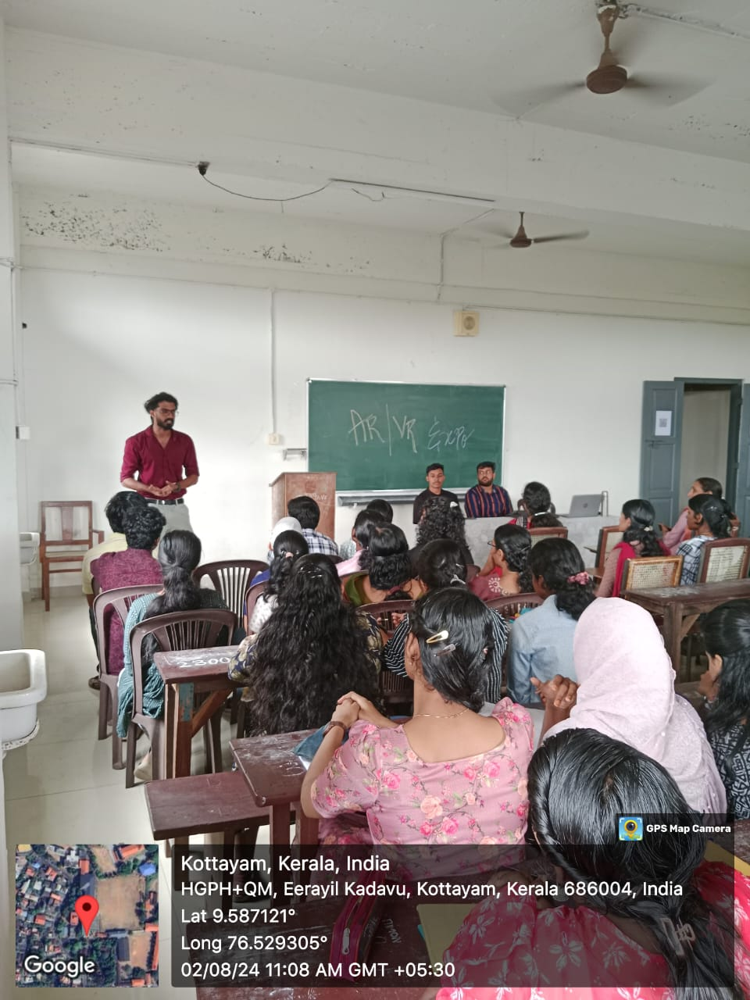 AR/VR Expo
2300
GPS Map Camera
Google
Kottayam, Kerala, India
HGPH+QM, Eerayil Kadavu, Kottayam, Kerala 686004, India
Lat 9.587121°
Long 76.529305°
02/08/24 11:08 AM GMT +05:30